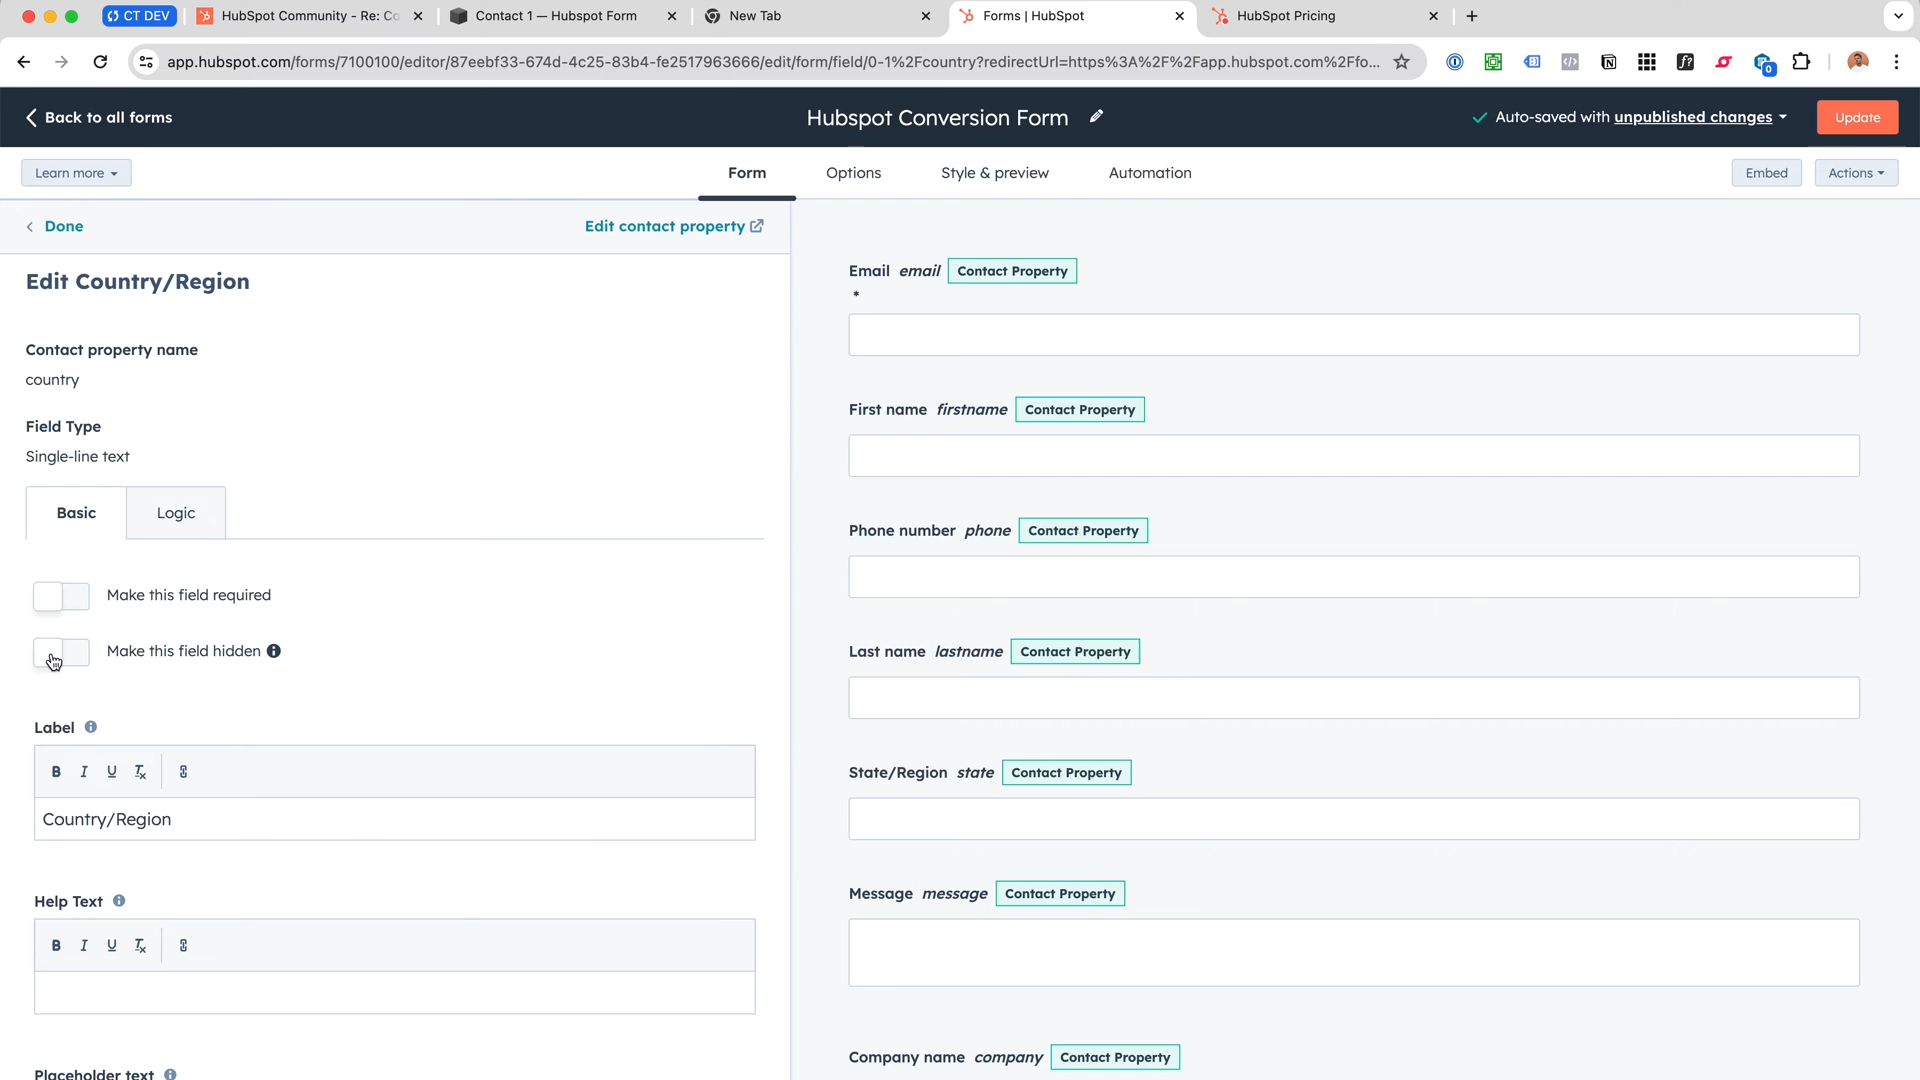 CT DEV
HubSpot Community - Re: Co
Contact 1 — Hubspot Form
New Tab
Forms | HubSpot
HubSpot Pricing
app.hubspot.com/forms/7100100/editor/87eebf33-674d-4c25-83b4-fe2517963666/edit/form/field/0-1%2Fcountry?redirectUrl=https%3A%2F%2Fapp.hubspot.com%2Ffo...
0
Back to all forms
Hubspot Conversion Form
Auto-saved with unpublished changes
Update
Learn more
Form
Options
Style & preview
Automation
Embed
Actions
Done
Edit contact property
Edit Country/Region
Contact property name
country
Field Type
Single-line text
Basic
Logic
Make this field required
Make this field hidden
Label
B I U Tx
Country/Region
Help Text
B I U Tx
Placeholder text
Email email Contact Property
*
First name firstname Contact Property
Phone number phone Contact Property
Last name lastname Contact Property
State/Region state Contact Property
Message message Contact Property
Company name company Contact Property